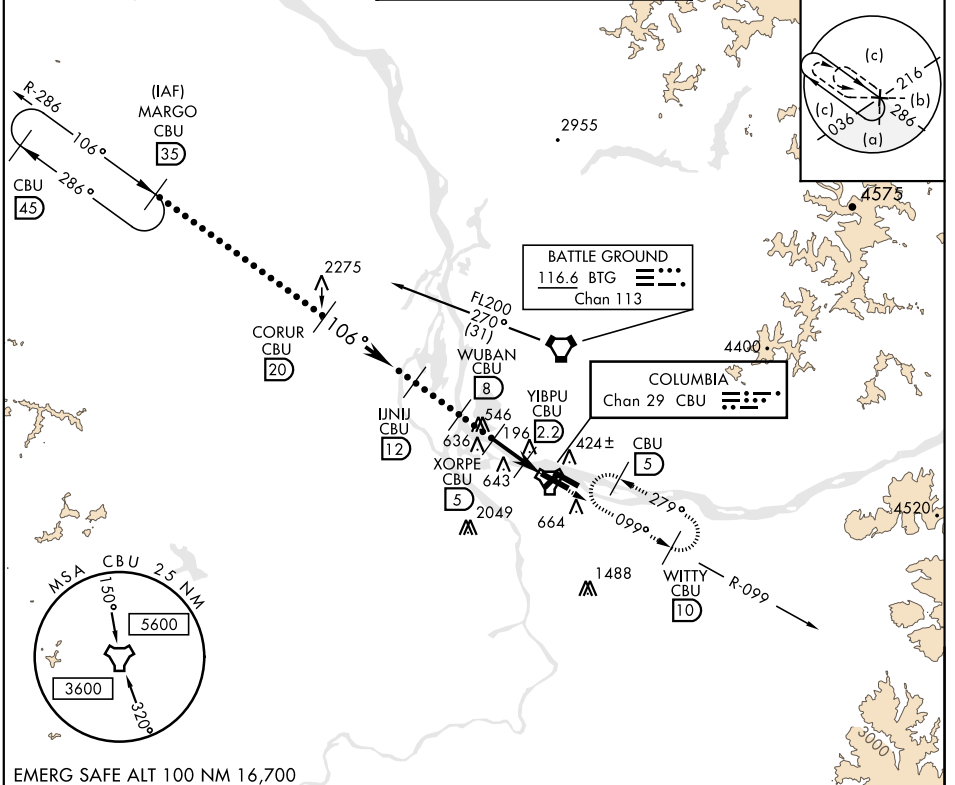 R-286
106°
286°
(IAF)
MARGO
CBU
35
CBU
45
2955
(c)
216
(b)
286
(c)
036
(a)
4575
2275
CORUR
CBU
20
106°
FL200
270°
(31)
BATTLE GROUND
116.6 BTG
Chan 113
4400
COLUMBIA
Chan 29 CBU
WUBAN
CBU
8
IJNIJ
CBU
12
546
636
196
YIBPU
CBU
2.2
424±
CBU
5
XORPE
CBU
5
643
664
2049
279°
099°
4520
1488
WITTY
CBU
10
R-099
MSA CBU 25 NM
150°
5600
3600
320°
3000
EMERG SAFE ALT 100 NM 16,700